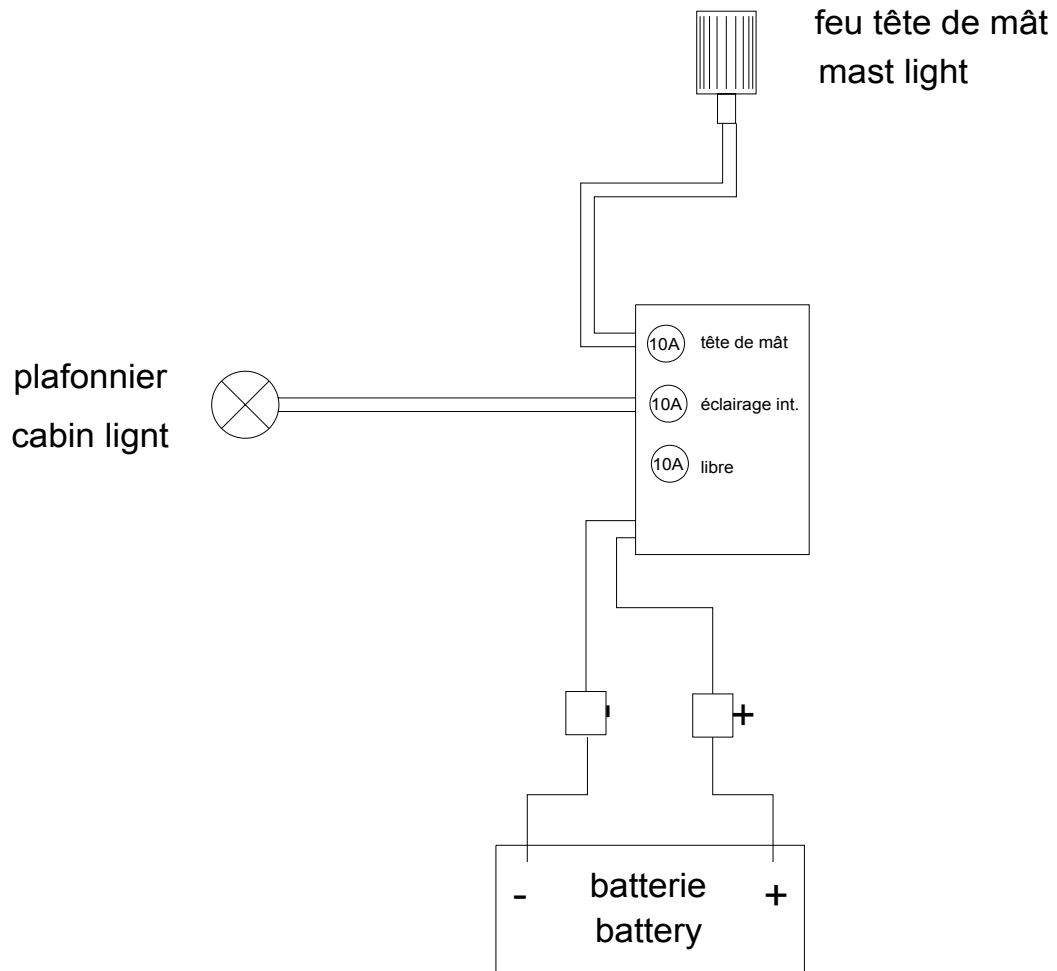 feu tête de mât
mast light
10A tête de mât
plafonnier
cabin lignt
10A éclairage int.
10A libre
- +
- batterie +
battery